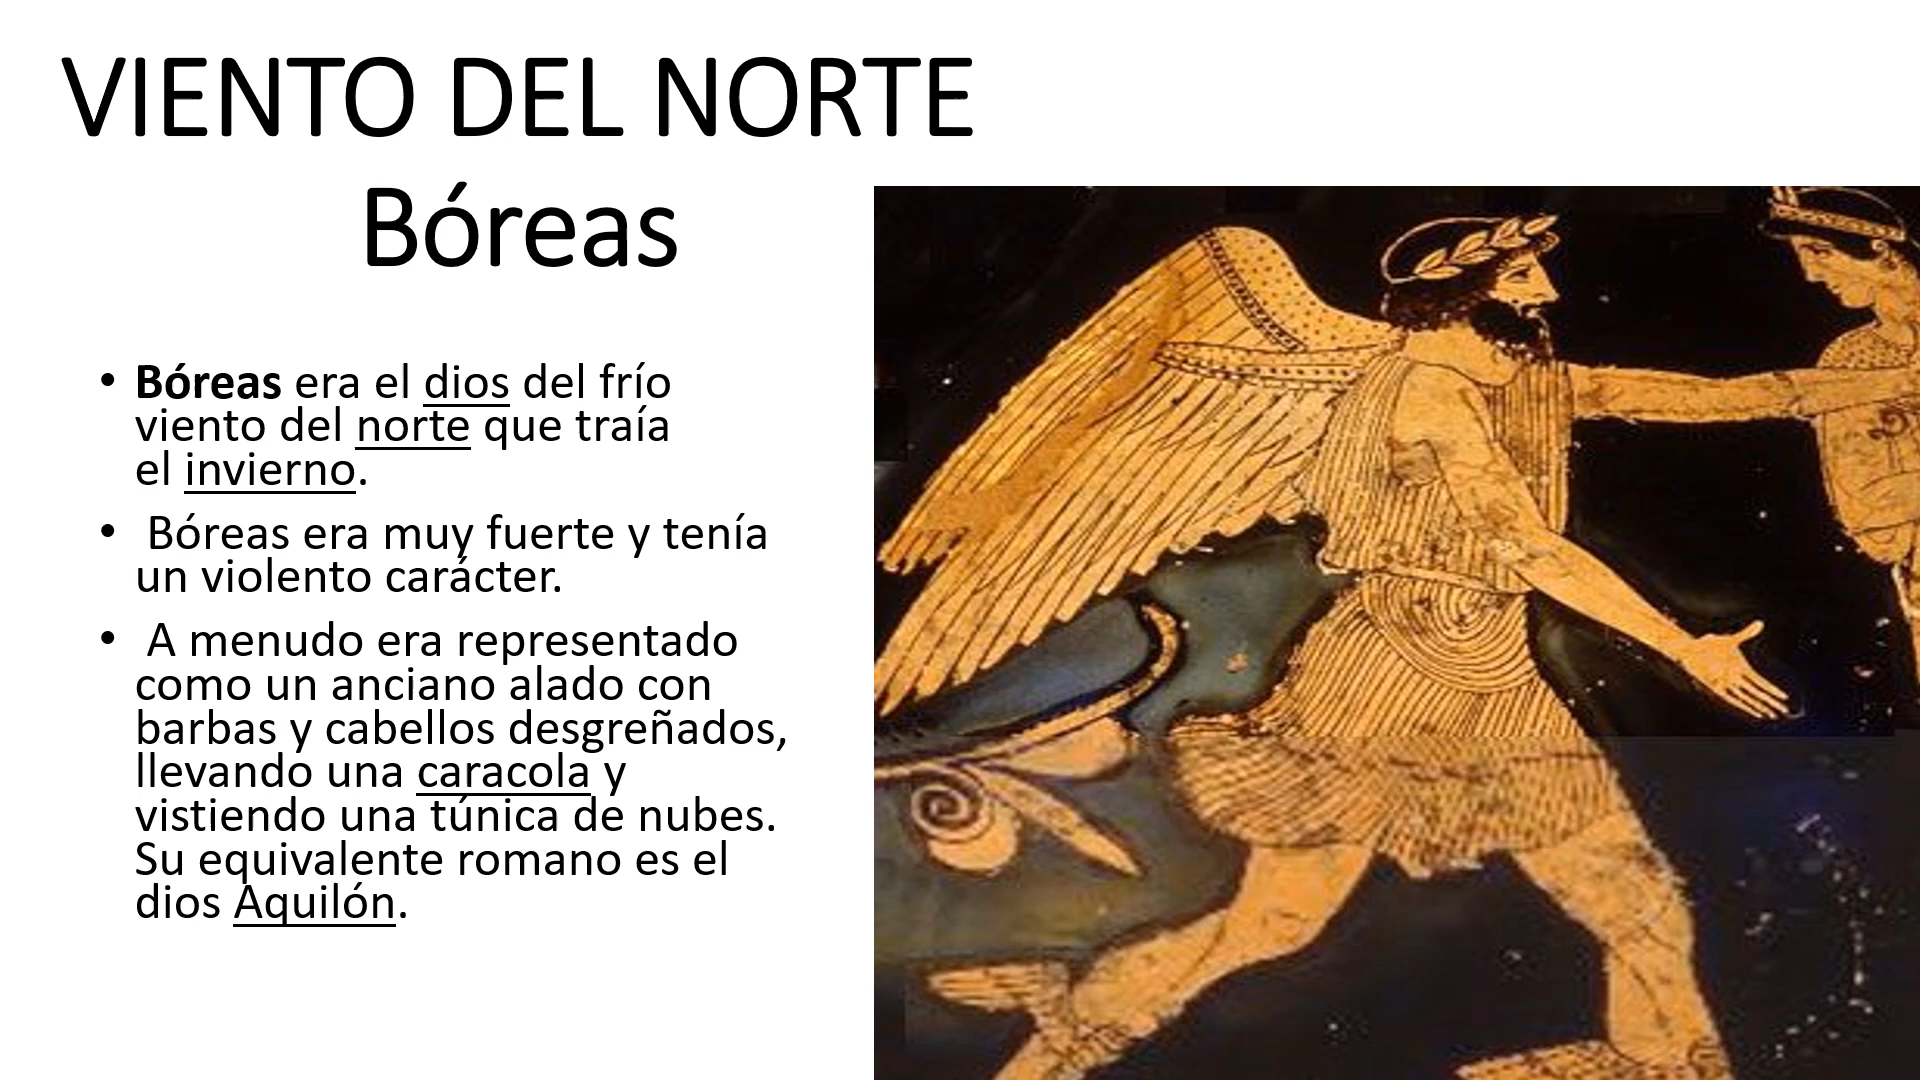 VIENTO DEL NORTE
Bóreas
• Bóreas era el dios del frío
viento del norte que traía
el invierno.
• Bóreas era muy fuerte y tenía
un violento carácter.
• A menudo era representado
como un anciano alado con
barbas y cabellos desgreñados,
llevando una caracola y
vistiendo una túnica de nubes.
Su equivalente romano es el
dios Aquilón.